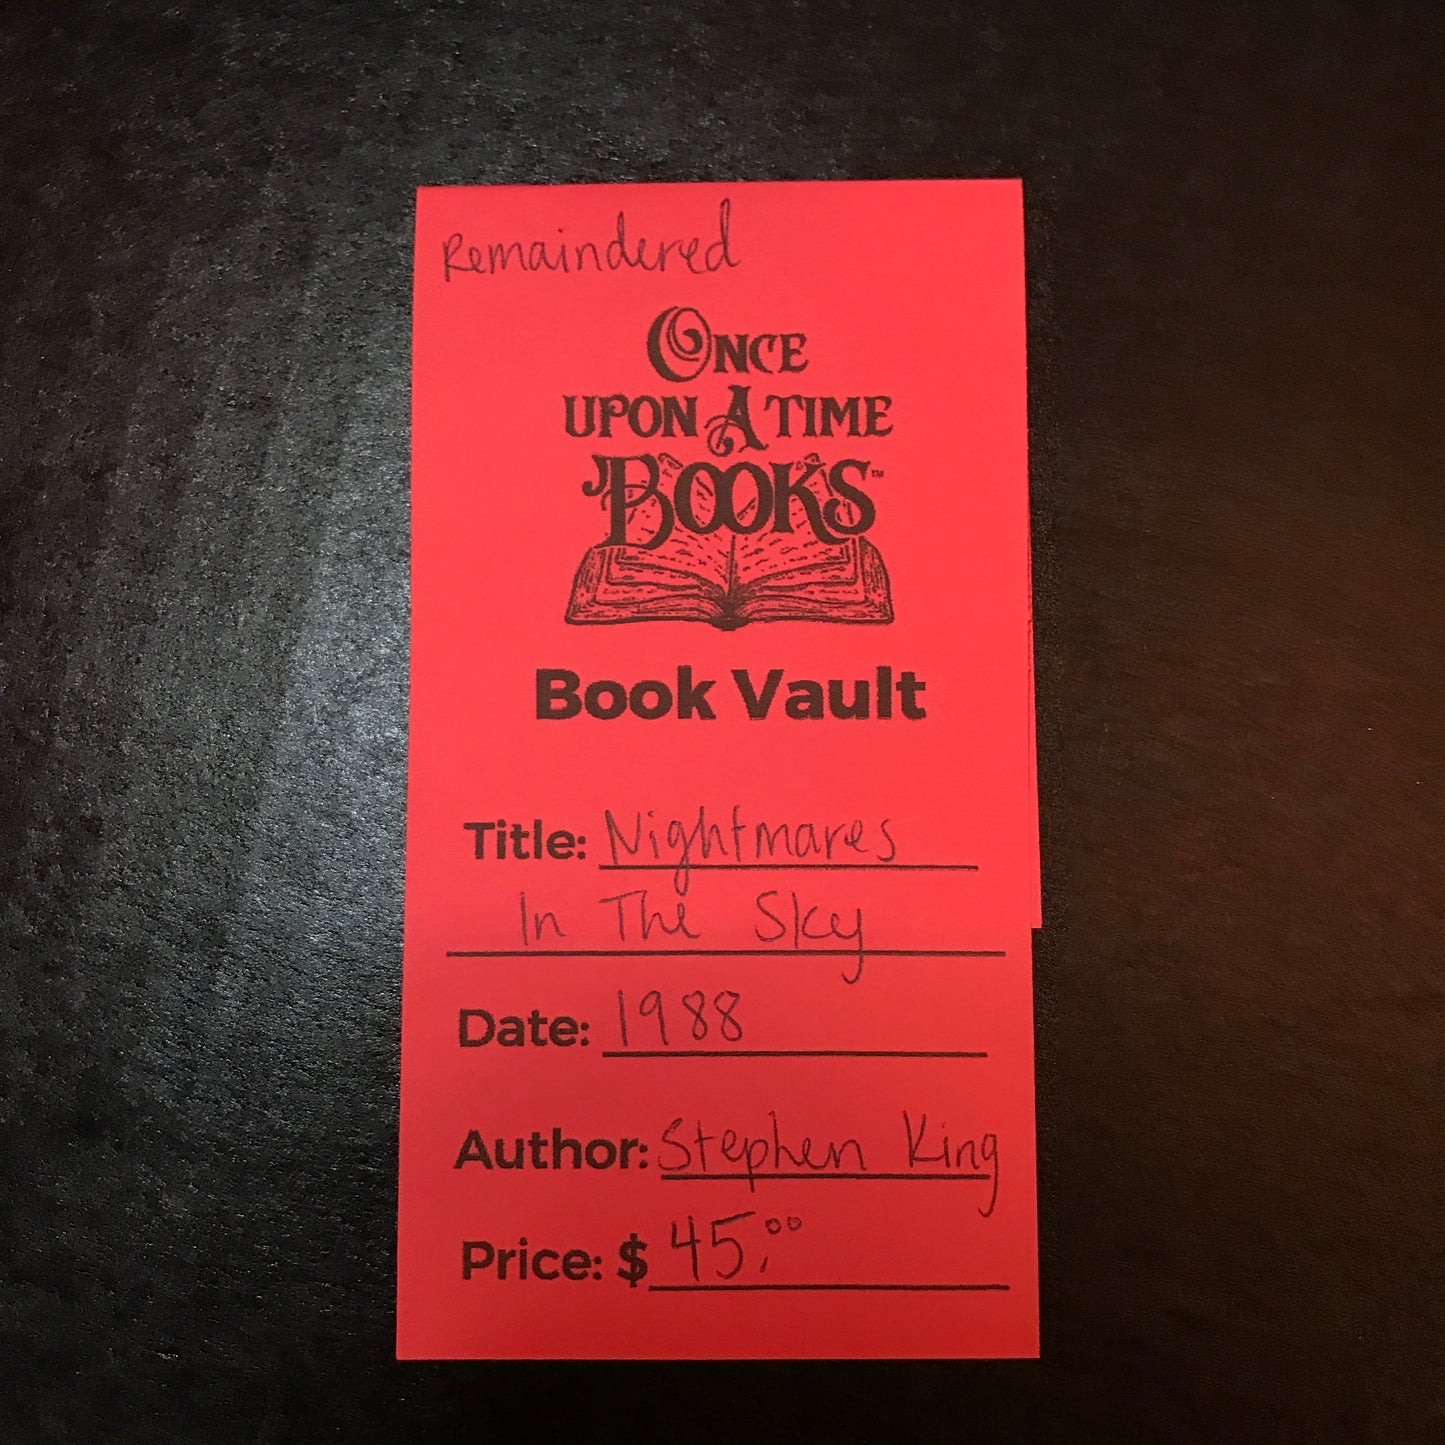 Remaindered
ONCE
UPON A TIME
BOOKS™
Book Vault
Title: Nightmares
In The Sky
Date: 1988
Author: Stephen King
Price: $ 45.00